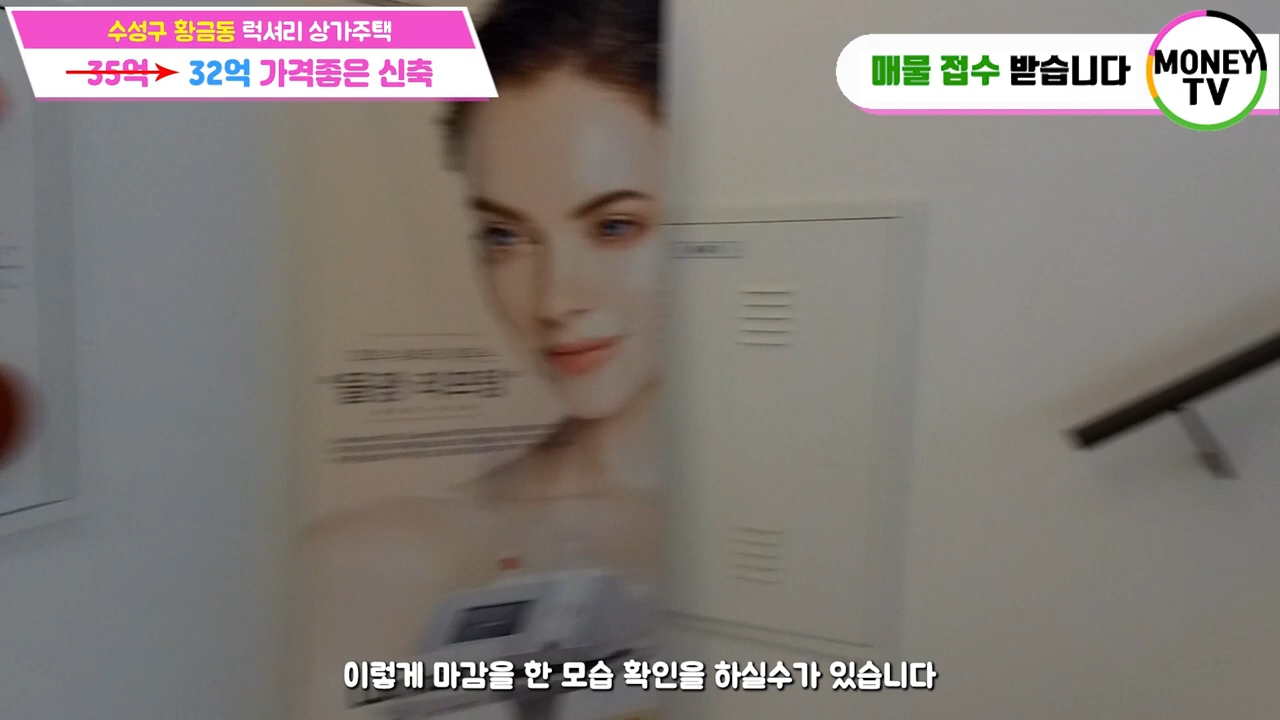 수성구 황금동 럭셔리 상가주택
35억 32억 가격좋은 신축
매물 접수 받습니다
MONEY
TV
이렇게 마감을 한 모습 확인을 하실수가 있습니다